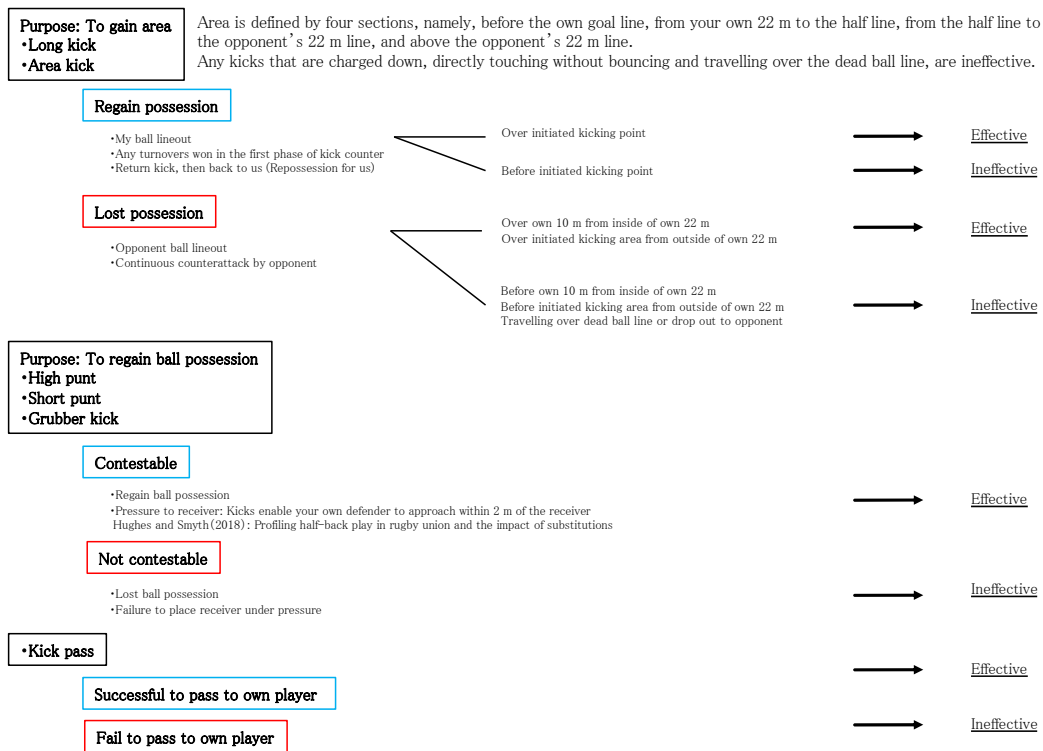 Purpose: To gain area
・Long kick
・Area kick
Area is defined by four sections, namely, before the own goal line, from your own 22 m to the half line, from the half line to
the opponent’s 22 m line, and above the opponent’s 22 m line.
Any kicks that are charged down, directly touching without bouncing and travelling over the dead ball line, are ineffective.
Regain possession
・My ball lineout
・Any turnovers won in the first phase of kick counter
・Return kick, then back to us (Repossession for us)
Over initiated kicking point
Effective
Before initiated kicking point
Ineffective
Lost possession
・Opponent ball lineout
・Continuous counterattack by opponent
Over own 10 m from inside of own 22 m
Over initiated kicking area from outside of own 22 m
Effective
Before own 10 m from inside of own 22 m
Before initiated kicking area from outside of own 22 m
Travelling over dead ball line or drop out to opponent
Ineffective
Purpose: To regain ball possession
・High punt
・Short punt
・Grubber kick
Contestable
・Regain ball possession
・Pressure to receiver: Kicks enable your own defender to approach within 2 m of the receiver
Hughes and Smyth(2018): Profiling half-back play in rugby union and the impact of substitutions
Effective
Not contestable
・Lost ball possession
・Failure to place receiver under pressure
Ineffective
・Kick pass
Effective
Successful to pass to own player
Ineffective
Fail to pass to own player